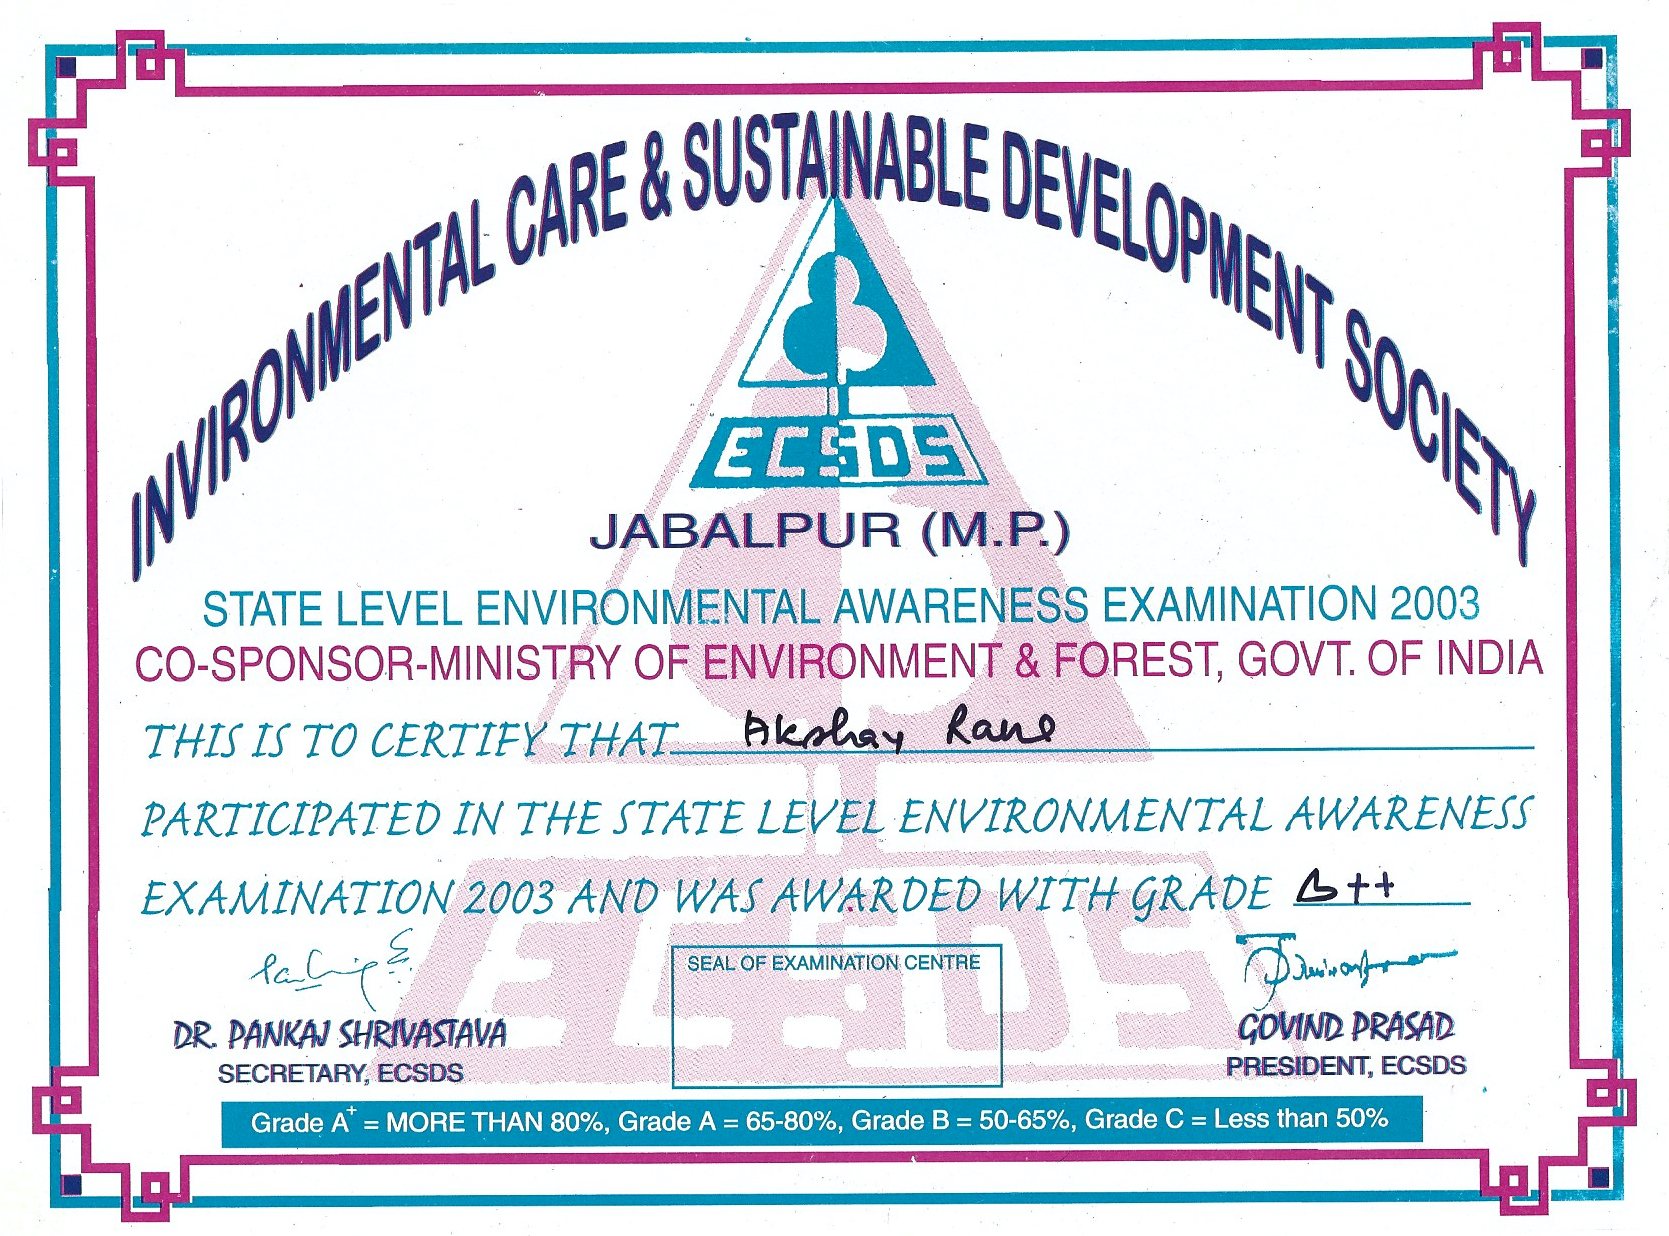 INVIRONMENTAL CARE & SUSTAINABLE DEVELOPMENT SOCIETY
ECSDS
JABALPUR (M.P.)
STATE LEVEL ENVIRONMENTAL AWARENESS EXAMINATION 2003
CO-SPONSOR-MINISTRY OF ENVIRONMENT & FOREST, GOVT. OF INDIA
THIS IS TO CERTIFY THAT Akshay Rane
PARTICIPATED IN THE STATE LEVEL ENVIRONMENTAL AWARENESS
EXAMINATION 2003 AND WAS AWARDED WITH GRADE B++
ECSDS
SEAL OF EXAMINATION CENTRE
DR. PANKAJ SHRIVASTAVA
SECRETARY, ECSDS
GOVIND PRASAD
PRESIDENT, ECSDS
Grade A+ = MORE THAN 80%, Grade A = 65-80%, Grade B = 50-65%, Grade C = Less than 50%